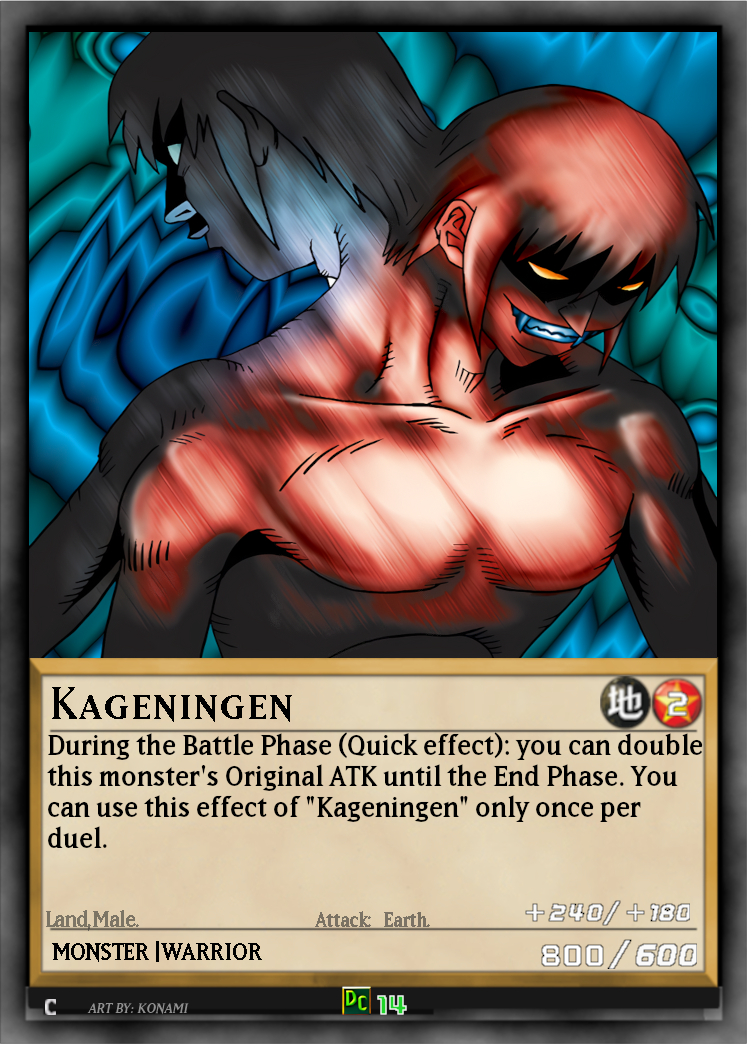 KAGENINGEN 地 2
During the Battle Phase (Quick effect): you can double
this monster's Original ATK until the End Phase. You
can use this effect of "Kageningen" only once per
duel.
Land,Male. Attack: Earth. +240/+180
MONSTER |WARRIOR 800/600
C ART BY: KONAMI DC 14